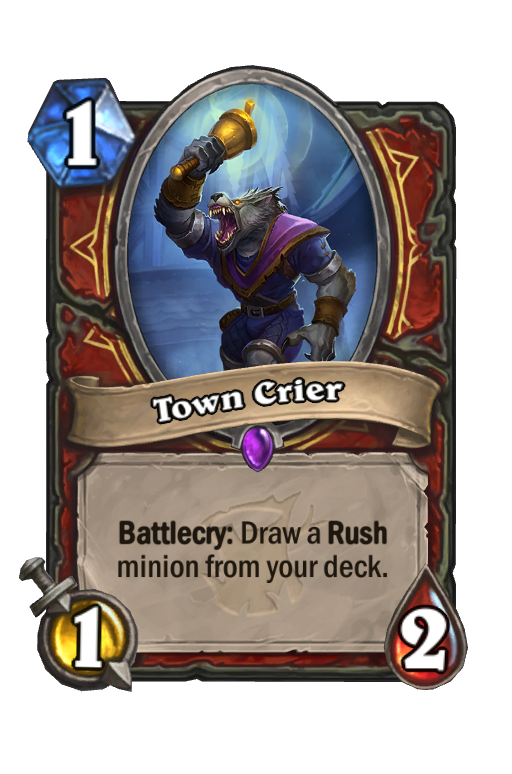 1
Town Crier
Battlecry: Draw a Rush
minion from your deck.
1
2